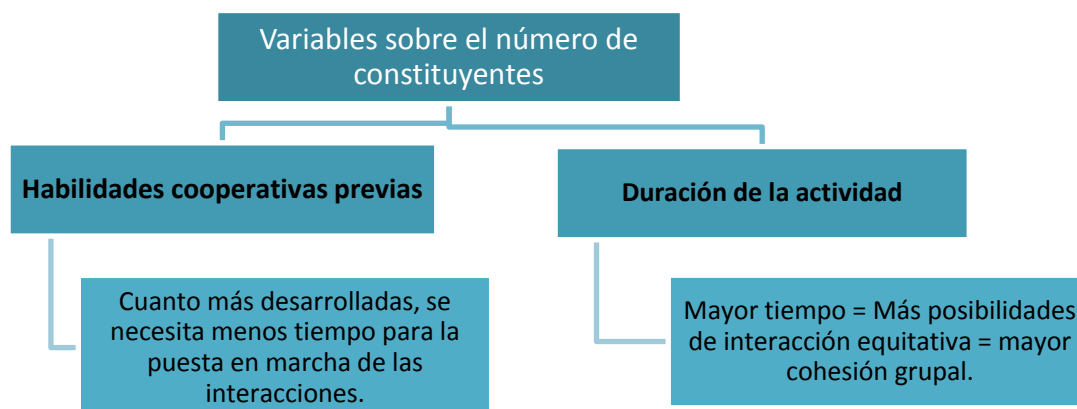 Variables sobre el número de
constituyentes
Habilidades cooperativas previas
Duración de la actividad
Cuanto más desarrolladas, se
necesita menos tiempo para la
puesta en marcha de las
interacciones.
Mayor tiempo = Más posibilidades
de interacción equitativa = mayor
cohesión grupal.